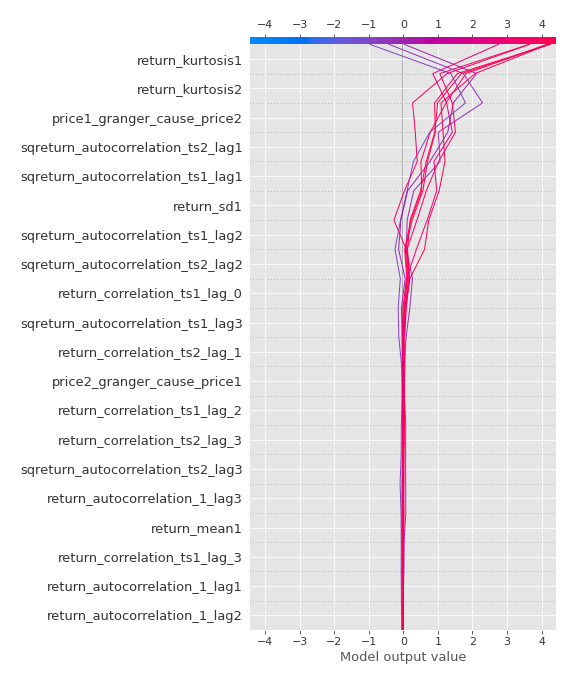 −4 −3 −2 −1 0 1 2 3 4
return_kurtosis1
return_kurtosis2
price1_granger_cause_price2
sqreturn_autocorrelation_ts2_lag1
sqreturn_autocorrelation_ts1_lag1
return_sd1
sqreturn_autocorrelation_ts1_lag2
sqreturn_autocorrelation_ts2_lag2
return_correlation_ts1_lag_0
sqreturn_autocorrelation_ts1_lag3
return_correlation_ts2_lag_1
price2_granger_cause_price1
return_correlation_ts1_lag_2
return_correlation_ts2_lag_3
sqreturn_autocorrelation_ts2_lag3
return_autocorrelation_1_lag3
return_mean1
return_correlation_ts1_lag_3
return_autocorrelation_1_lag1
return_autocorrelation_1_lag2
−4 −3 −2 −1 0 1 2 3 4
Model output value